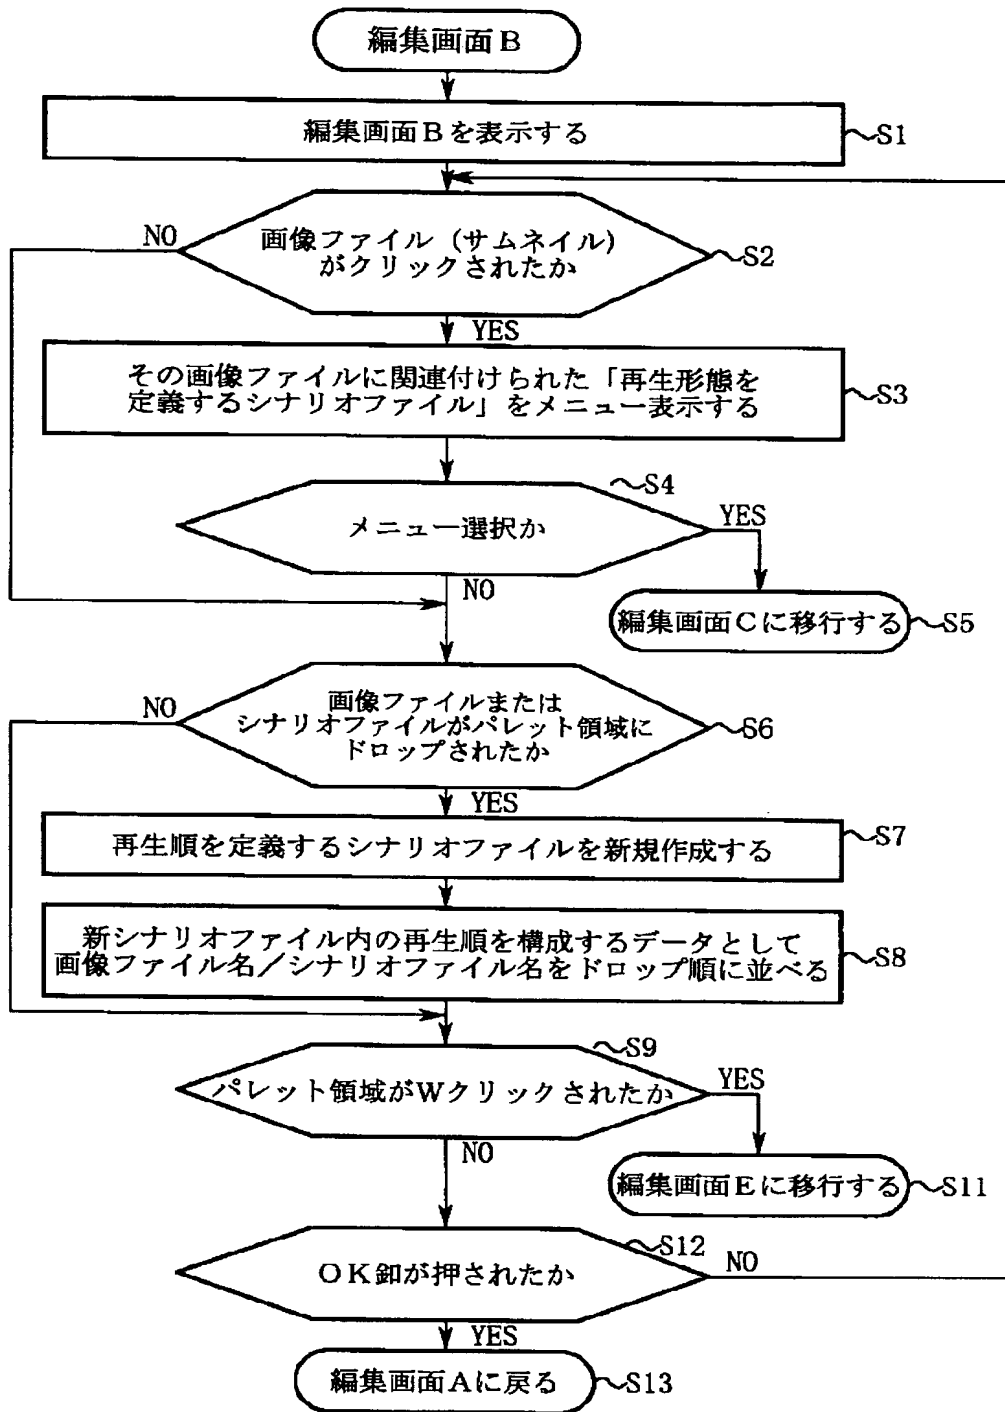 編集画面B
編集画面Bを表示する
S1
画像ファイル（サムネイル）
がクリックされたか
S2
NO
YES
その画像ファイルに関連付けられた「再生形態を
定義するシナリオファイル」をメニュー表示する
S3
メニュー選択か
S4
YES
NO
編集画面Cに移行する
S5
画像ファイルまたは
シナリオファイルがパレット領域に
ドロップされたか
S6
NO
YES
再生順を定義するシナリオファイルを新規作成する
S7
新シナリオファイル内の再生順を構成するデータとして
画像ファイル名／シナリオファイル名をドロップ順に並べる
S8
パレット領域がWクリックされたか
S9
YES
NO
編集画面Eに移行する
S11
OK釦が押されたか
S12
NO
YES
編集画面Aに戻る
S13